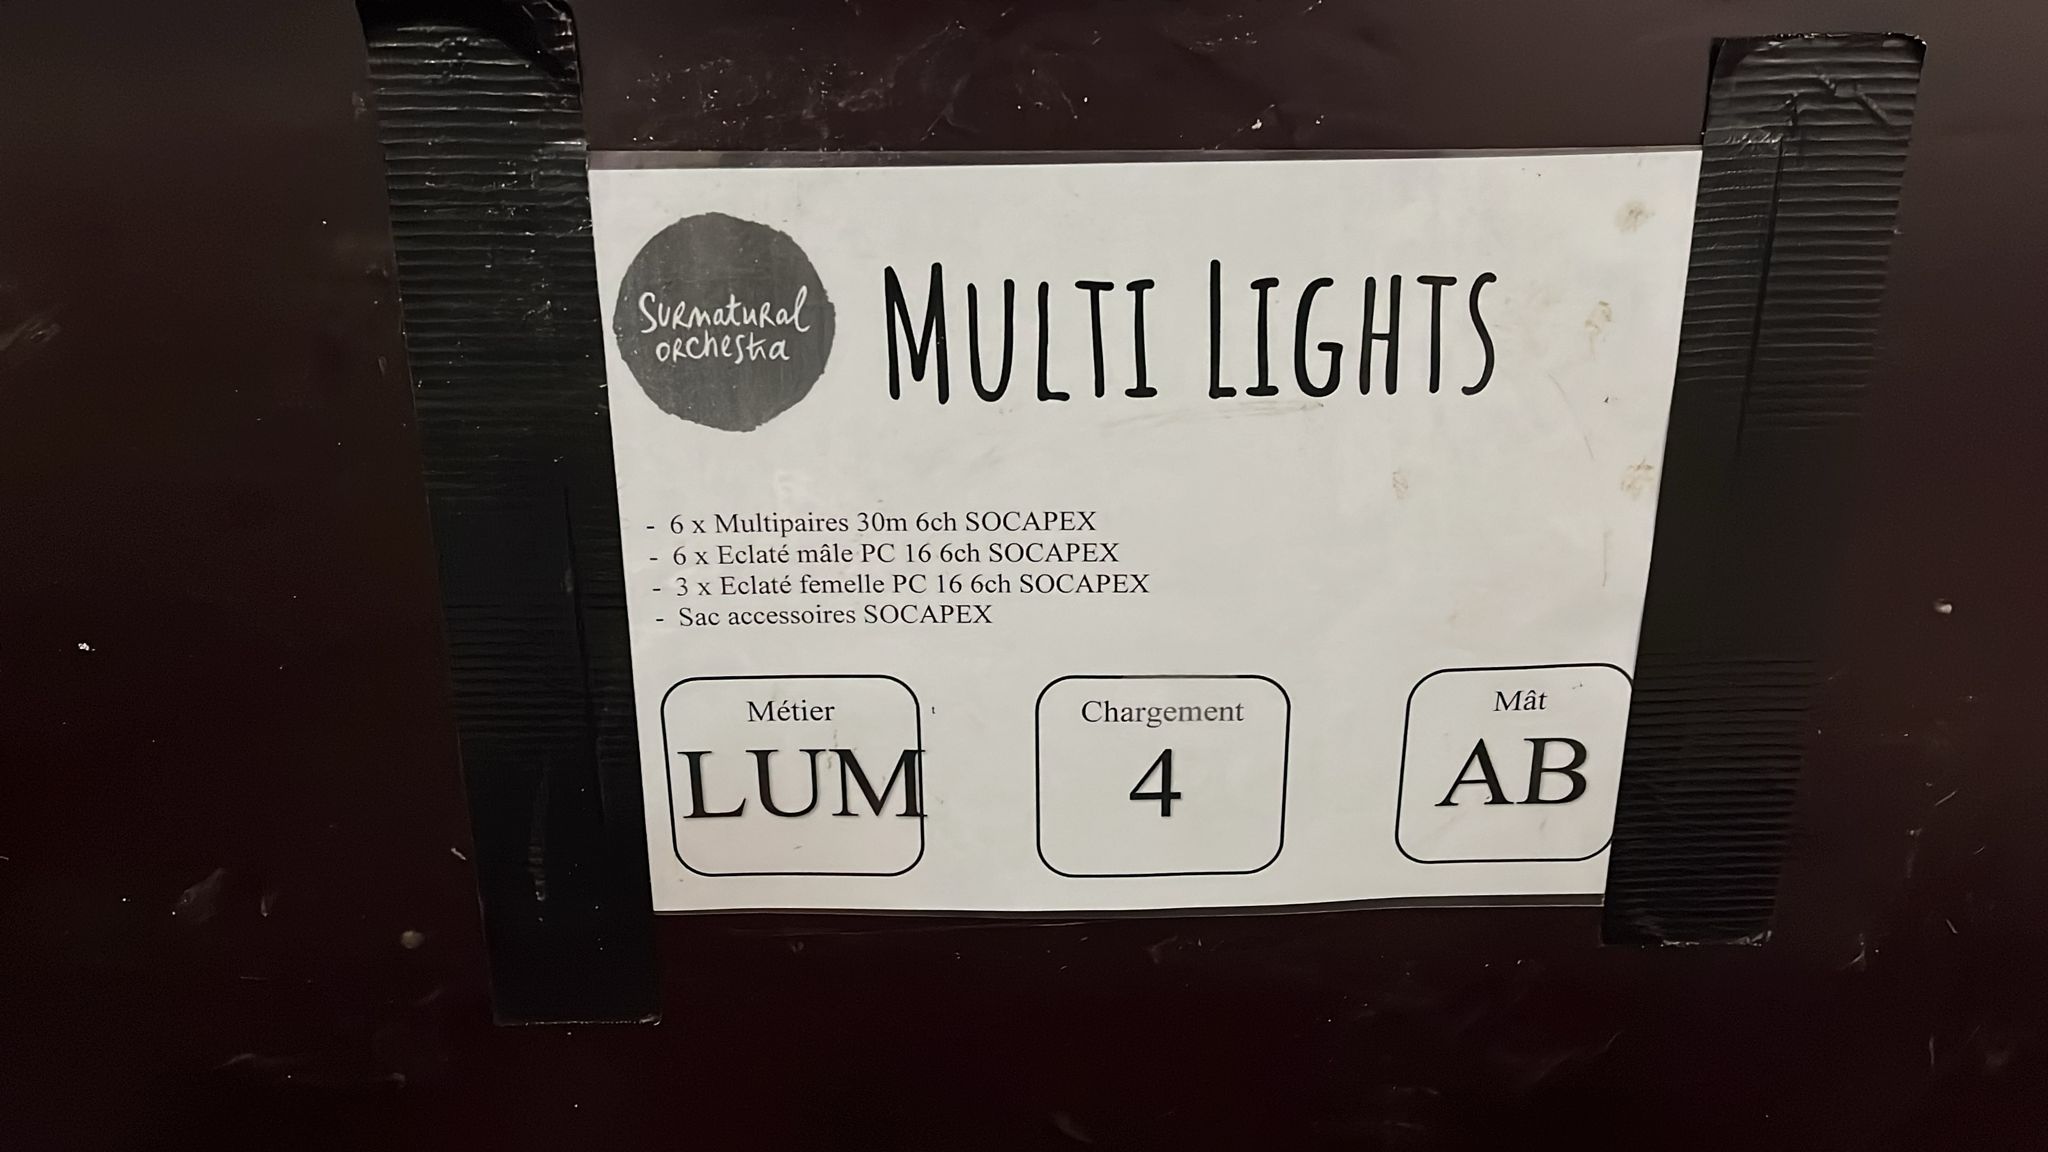 Surnatural
orchestra
MULTI LIGHTS
- 6 x Multipaires 30m 6ch SOCAPEX
- 6 x Eclaté mâle PC 16 6ch SOCAPEX
- 3 x Eclaté femelle PC 16 6ch SOCAPEX
- Sac accessoires SOCAPEX
Métier
LUM
Chargement
4
Mât
AB